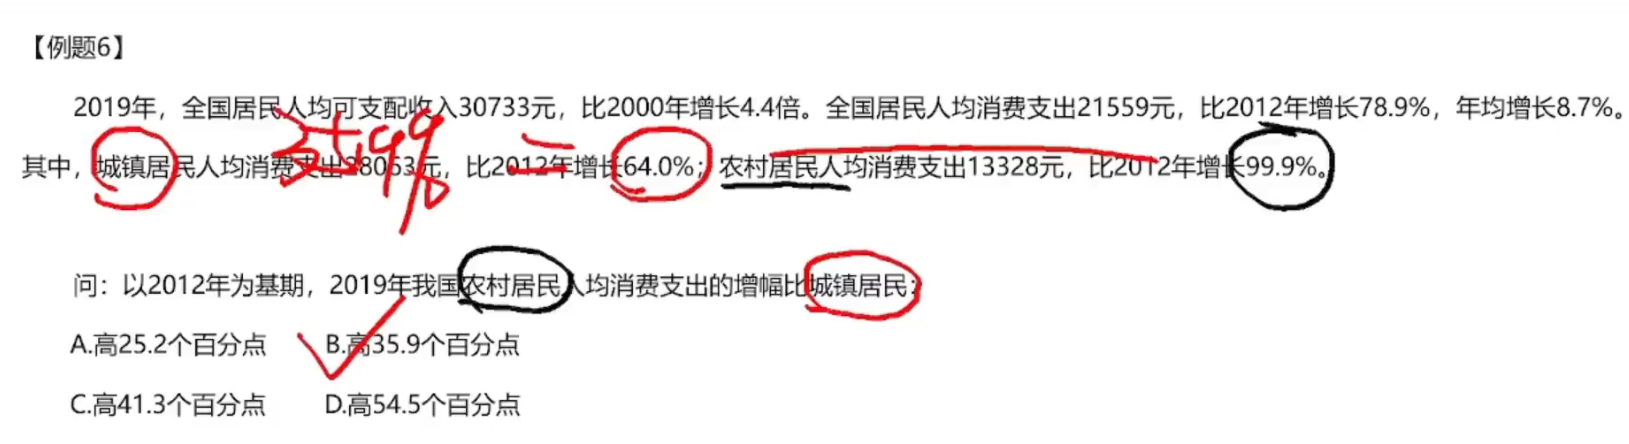 【例题6】
2019年，全国居民人均可支配收入30733元，比2000年增长4.4倍。全国居民人均消费支出21559元，比2012年增长78.9%，年均增长8.7%。
其中，城镇居民人均消费支出28063元，比2012年增长64.0%；农村居民人均消费支出13328元，比2012年增长99.9%。
问：以2012年为基期，2019年我国农村居民人均消费支出的增幅比城镇居民：
A.高25.2个百分点 B.高35.9个百分点
C.高41.3个百分点 D.高54.5个百分点